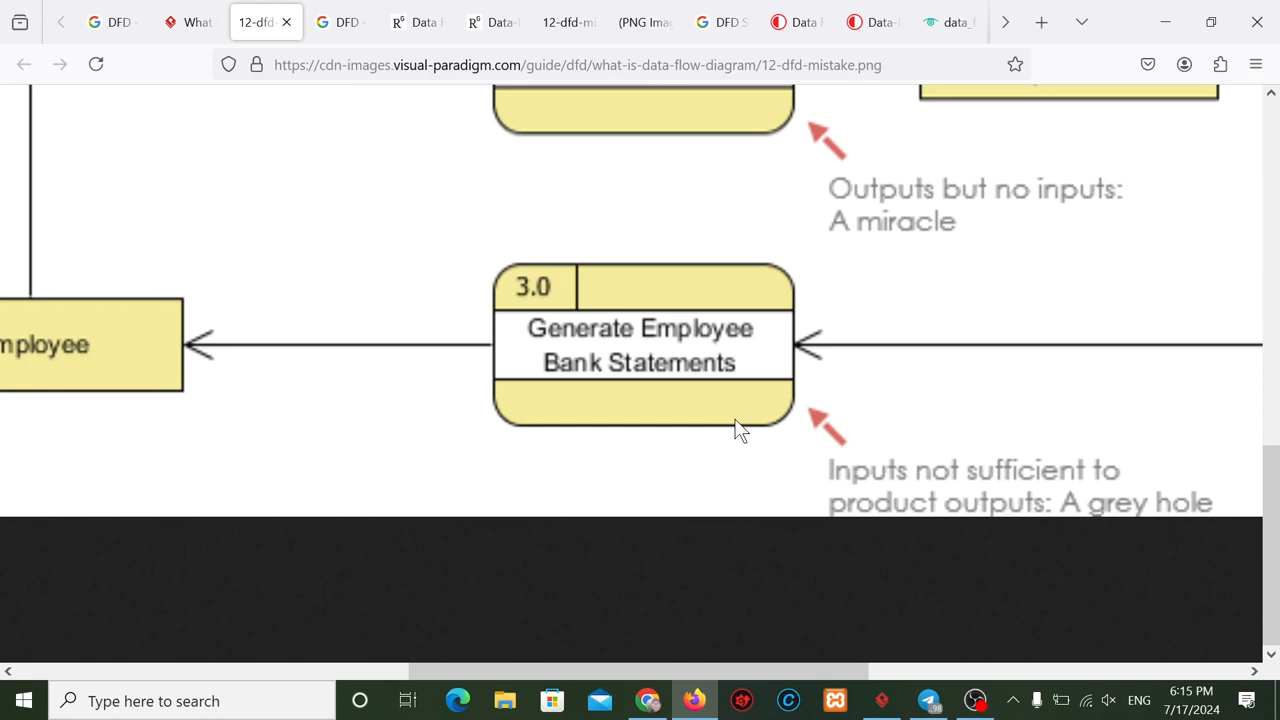 DFD -
What
12-dfd-
DFD -
Data F
Data-
12-dfd-mi
(PNG Imag
DFD S
Data F
Data-
data_f
https://cdn-images.visual-paradigm.com/guide/dfd/what-is-data-flow-diagram/12-dfd-mistake.png
Outputs but no inputs:
A miracle
3.0
Generate Employee
Bank Statements
mployee
Inputs not sufficient to
product outputs: A grey hole
Type here to search
98
ENG
6:15 PM
7/17/2024